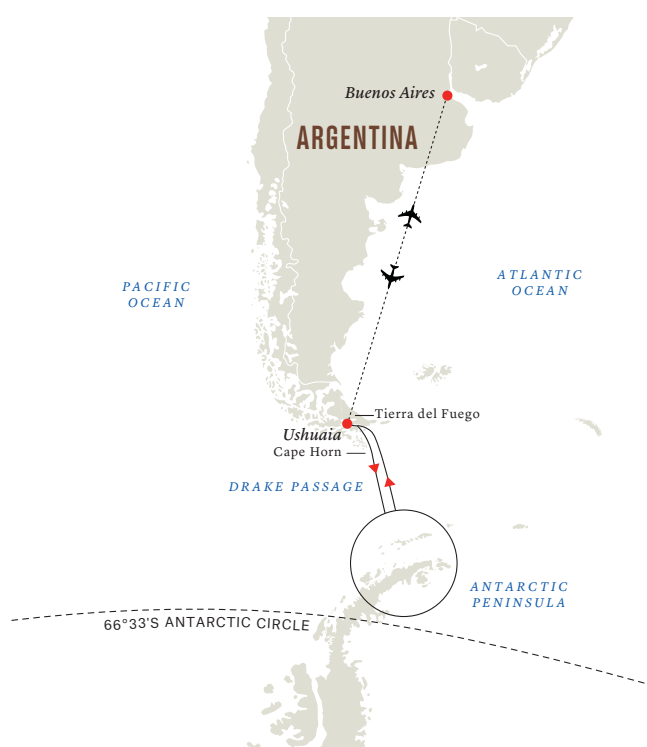 Buenos Aires
ARGENTINA
PACIFIC
OCEAN
ATLANTIC
OCEAN
Tierra del Fuego
Ushuaia
Cape Horn
DRAKE PASSAGE
ANTARCTIC
PENINSULA
66°33'S ANTARCTIC CIRCLE